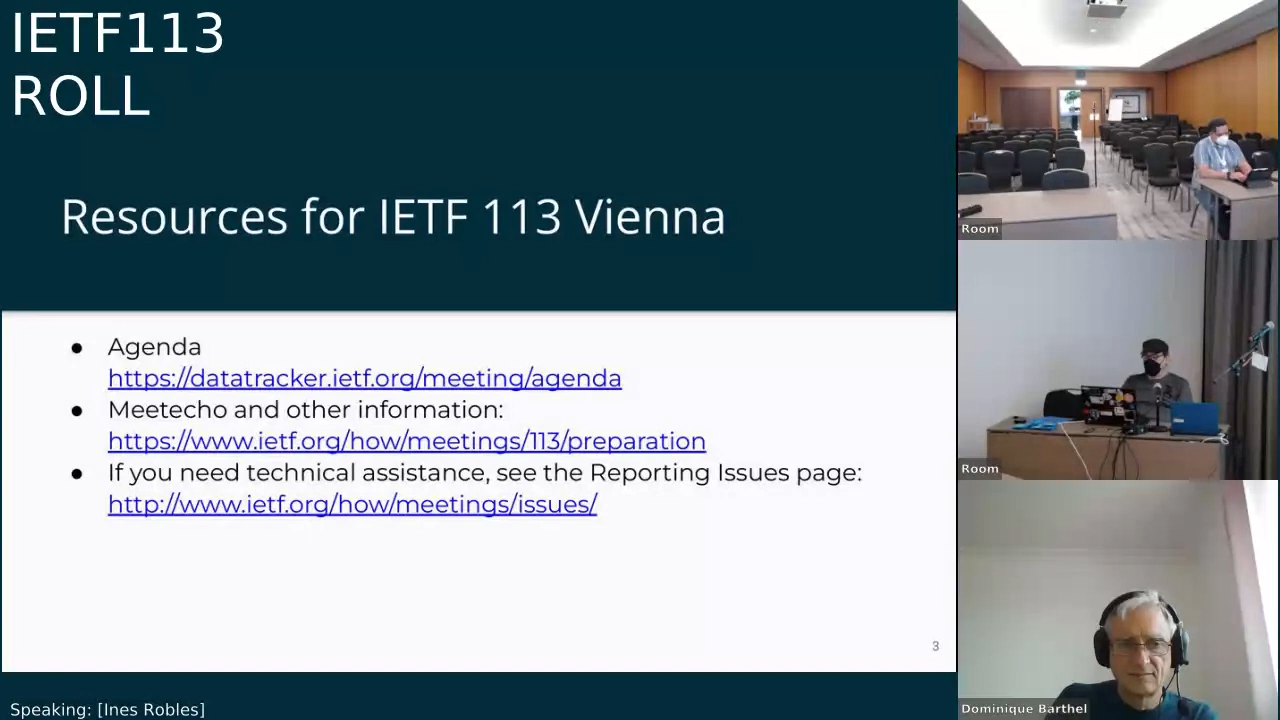 IETF113
ROLL
Resources for IETF 113 Vienna
● Agenda
https://datatracker.ietf.org/meeting/agenda
● Meetecho and other information:
https://www.ietf.org/how/meetings/113/preparation
● If you need technical assistance, see the Reporting Issues page:
http://www.ietf.org/how/meetings/issues/
3
Speaking: [Ines Robles]
Room
Room
Dominique Barthel